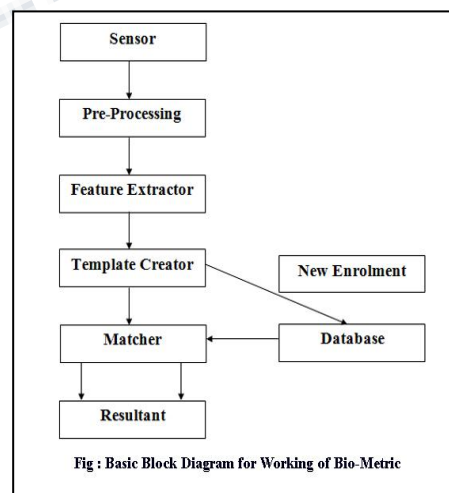 Sensor
Pre-Processing
Feature Extractor
Template Creator
New Enrolment
Matcher
Database
Resultant
Fig : Basic Block Diagram for Working of Bio-Metric